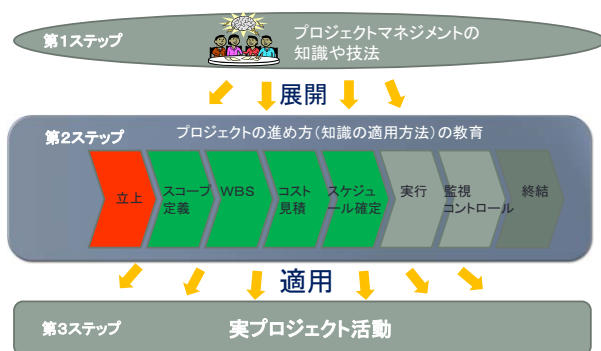 第1ステップ
プロジェクトマネジメントの
知識や技法
展開
第2ステップ
プロジェクトの進め方(知識の適用方法)の教育
立上
スコープ
定義
WBS
コスト
見積
スケジュ
ール確定
実行
監視
コントロール
終結
適用
第3ステップ
実プロジェクト活動